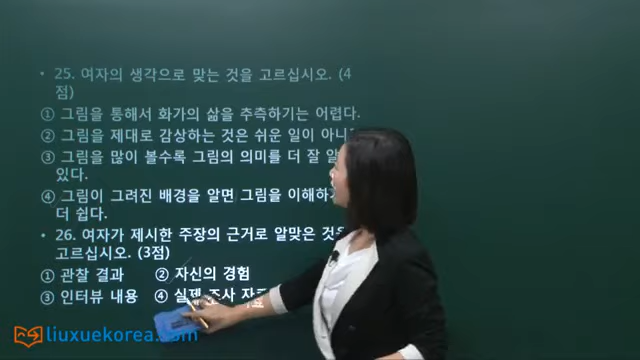 • 25. 여자의 생각으로 맞는 것을 고르십시오. (4
점)
① 그림을 통해서 화가의 삶을 추측하기는 어렵다.
② 그림을 제대로 감상하는 것은 쉬운 일이
③ 그림을 많이 볼수록 그림의 의미를 더 잘
있다.
④ 그림이 그려진 배경을 알면 그림을
더 쉽다.
• 26. 여자가 제시한 주장의 근거로 알맞은 것을
고르십시오. (3점)
① 관찰 결과 ② 자신의 경험
③ 인터뷰 내용 ④ 실제 조사
liuxuekorea.com